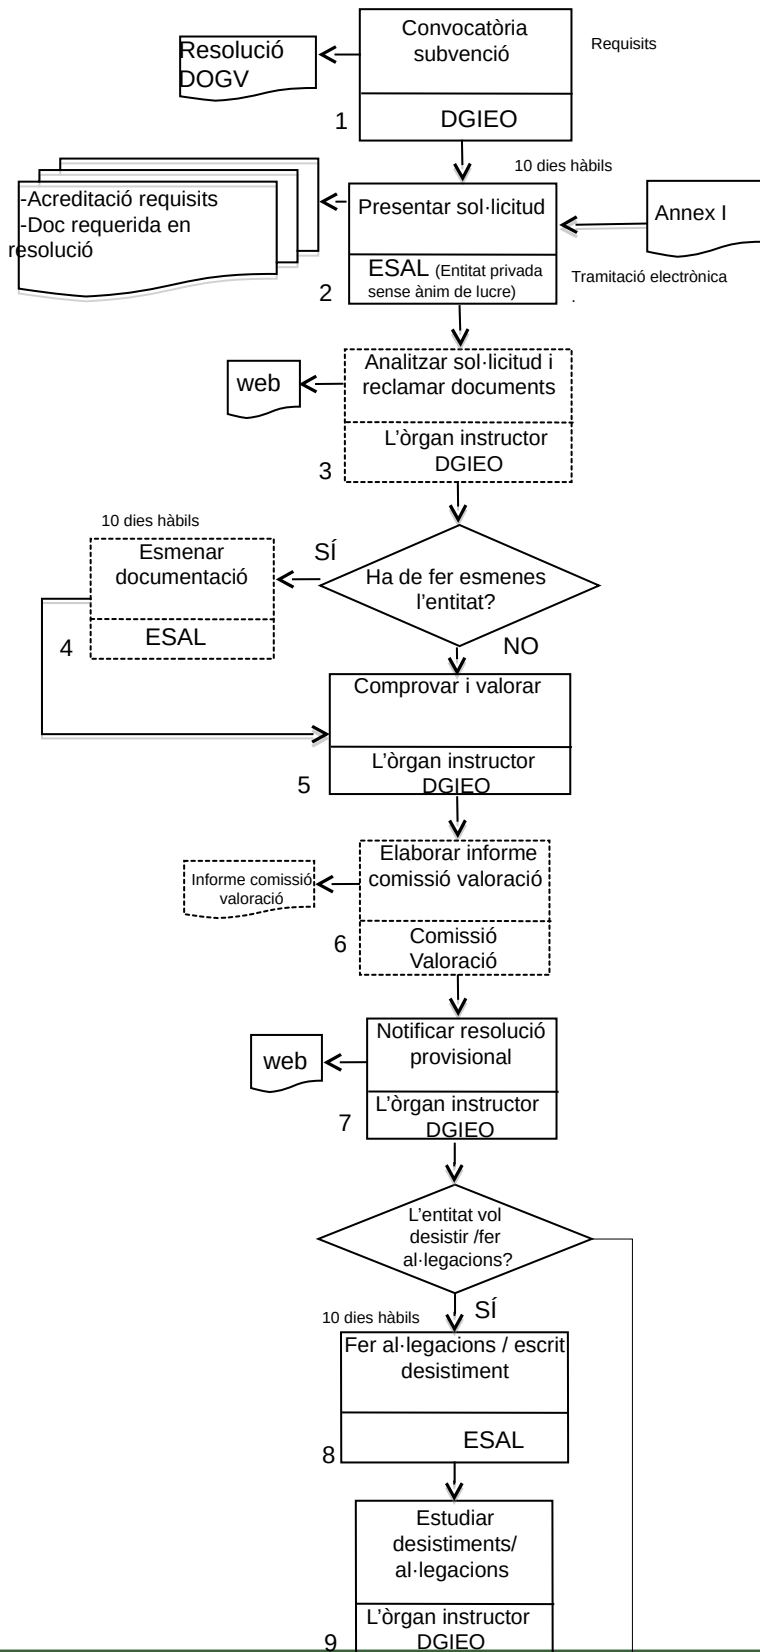 Convocatòria
subvenció
DGIEO
1
Resolució
DOGV
Requisits
10 dies hàbils
-Acreditació requisits
-Doc requerida en
resolució
Presentar sol·licitud
ESAL (Entitat privada
sense ànim de lucre)
2
Annex I
Tramitació electrònica
.
web
Analitzar sol·licitud i
reclamar documents
L'òrgan instructor
DGIEO
3
10 dies hàbils
Esmenar
documentació
ESAL
4
SÍ
Ha de fer esmenes
l'entitat?
NO
Comprovar i valorar
L'òrgan instructor
DGIEO
5
Elaborar informe
comissió valoració
Comissió
Valoració
6
Informe comissió
valoració
Notificar resolució
provisional
L'òrgan instructor
DGIEO
7
web
L'entitat vol
desistir /fer
al·legacions?
SÍ
10 dies hàbils
Fer al·legacions / escrit
desistiment
ESAL
8
Estudiar
desistiments/
al·legacions
L'òrgan instructor
DGIEO
9